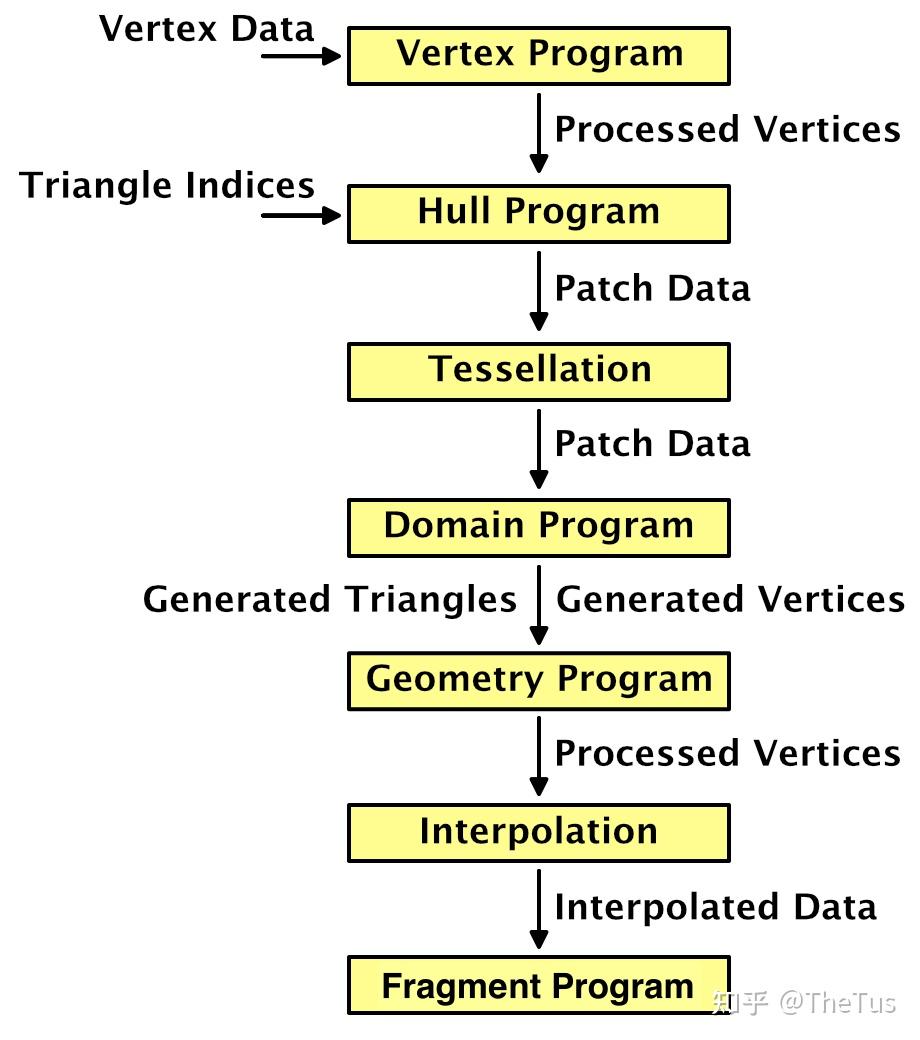 Vertex Data
Vertex Program
Processed Vertices
Triangle Indices
Hull Program
Patch Data
Tessellation
Patch Data
Domain Program
Generated Triangles
Generated Vertices
Geometry Program
Processed Vertices
Interpolation
Interpolated Data
Fragment Program
知乎 @TheTus